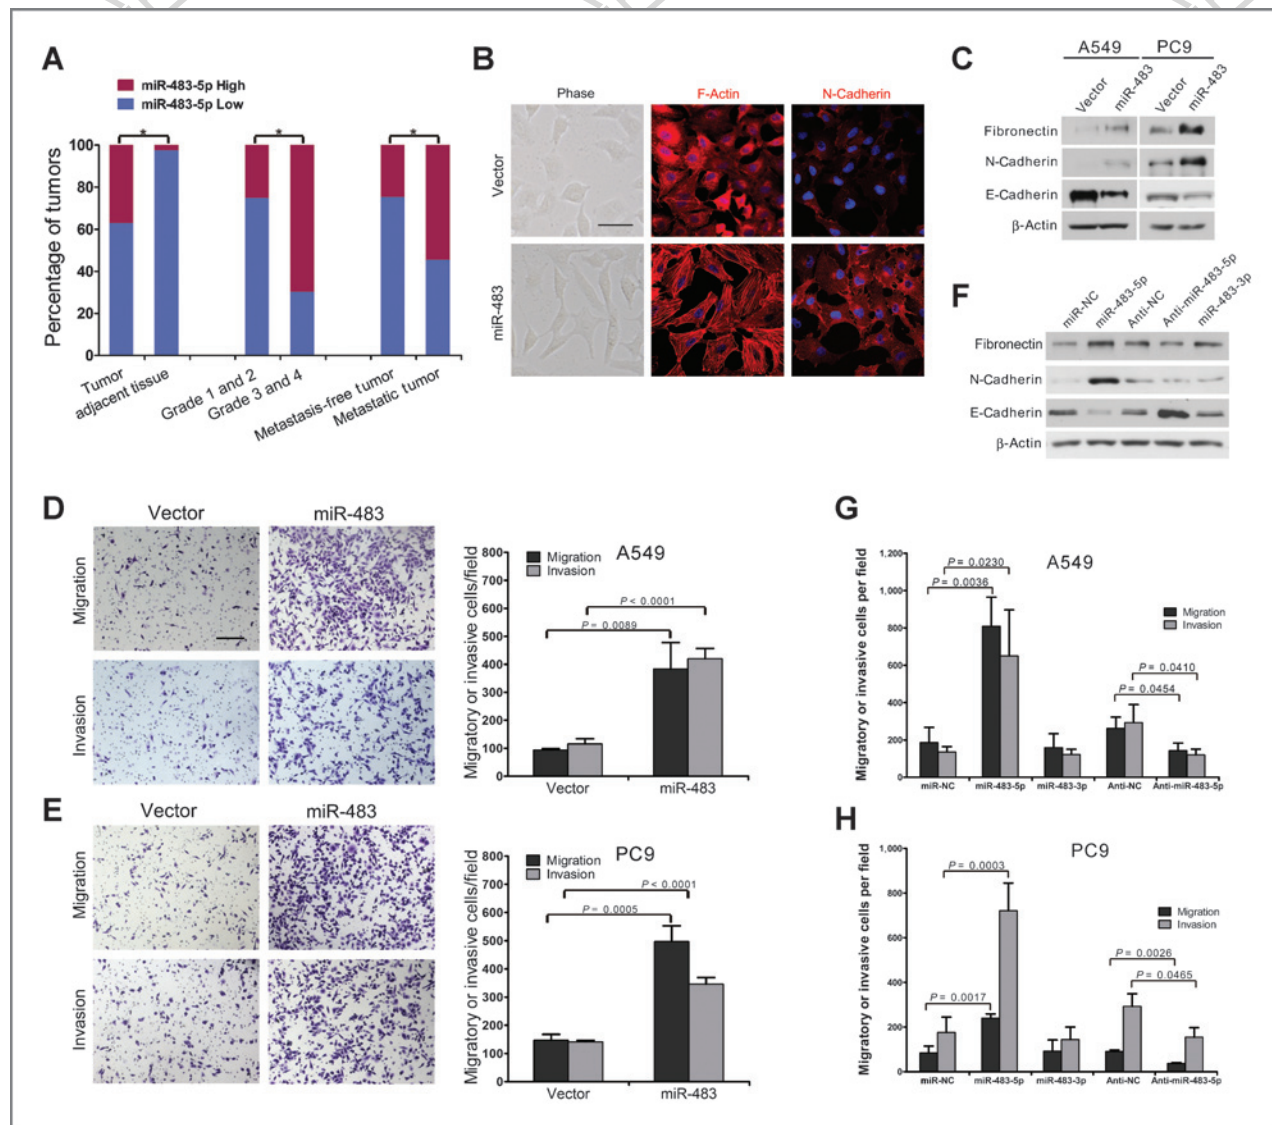 A
miR-483-5p High
miR-483-5p Low
Percentage of tumors
100
80
60
40
20
0
*
*
*
Tumor
adjacent tissue
Grade 1 and 2
Grade 3 and 4
Metastasis-free tumor
Metastatic tumor
B
Phase
F-Actin
N-Cadherin
Vector
miR-483
C
A549
PC9
Vector
miR-483
Vector
miR-483
Fibronectin
N-Cadherin
E-Cadherin
β-Actin
F
miR-NC
miR-483-5p
Anti-NC
Anti-miR-483-5p
miR-483-3p
Fibronectin
N-Cadherin
E-Cadherin
β-Actin
D
Vector
miR-483
Migration
Invasion
A549
Migration
Invasion
Migratory or invasive cells/field
800
700
600
500
400
300
200
100
0
P < 0.0001
P = 0.0089
Vector
miR-483
E
Vector
miR-483
Migration
Invasion
PC9
Migration
Invasion
Migratory or invasive cells/field
800
700
600
500
400
300
200
100
0
P < 0.0001
P = 0.0005
Vector
miR-483
G
A549
Migratory or invasive cells per field
1,200
1,000
800
600
400
200
0
P = 0.0230
P = 0.0036
Migration
Invasion
P = 0.0410
P = 0.0454
miR-NC
miR-483-5p
miR-483-3p
Anti-NC
Anti-miR-483-5p
H
PC9
Migratory or invasive cells per field
1,000
800
600
400
200
0
P = 0.0003
Migration
Invasion
P = 0.0026
P = 0.0465
P = 0.0017
miR-NC
miR-483-5p
miR-483-3p
Anti-NC
Anti-miR-483-5p